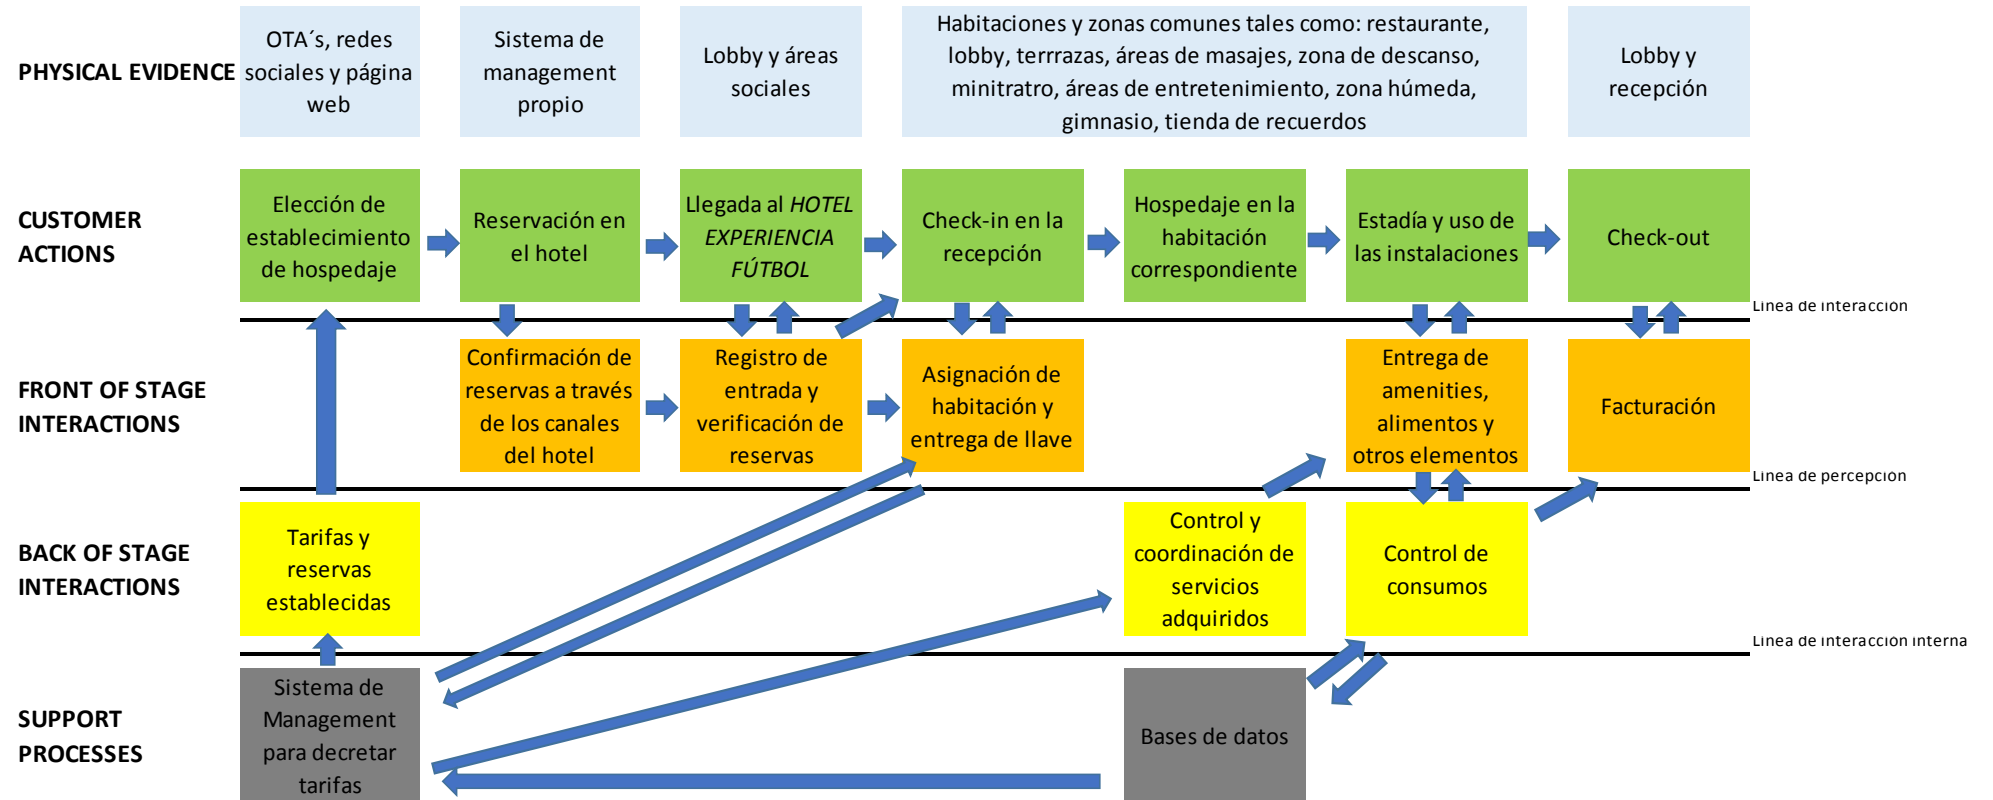 PHYSICAL EVIDENCE
OTA´s, redes
sociales y página
web
Sistema de
management
propio
Lobby y áreas
sociales
Habitaciones y zonas comunes tales como: restaurante,
lobby, terrrazas, áreas de masajes, zona de descanso,
minitratro, áreas de entretenimiento, zona húmeda,
gimnasio, tienda de recuerdos
Lobby y
recepción
CUSTOMER
ACTIONS
Elección de
establecimiento
de hospedaje
Reservación en
el hotel
Llegada al HOTEL
EXPERIENCIA
FÚTBOL
Check-in en la
recepción
Hospedaje en la
habitación
correspondiente
Estadía y uso de
las instalaciones
Check-out
Línea de interacción
FRONT OF STAGE
INTERACTIONS
Confirmación de
reservas a través
de los canales
del hotel
Registro de
entrada y
verificación de
reservas
Asignación de
habitación y
entrega de llave
Entrega de
amenities,
alimentos y
otros elementos
Facturación
Línea de percepción
BACK OF STAGE
INTERACTIONS
Tarifas y
reservas
establecidas
Control y
coordinación de
servicios
adquiridos
Control de
consumos
Línea de interacción interna
SUPPORT
PROCESSES
Sistema de
Management
para decretar
tarifas
Bases de datos